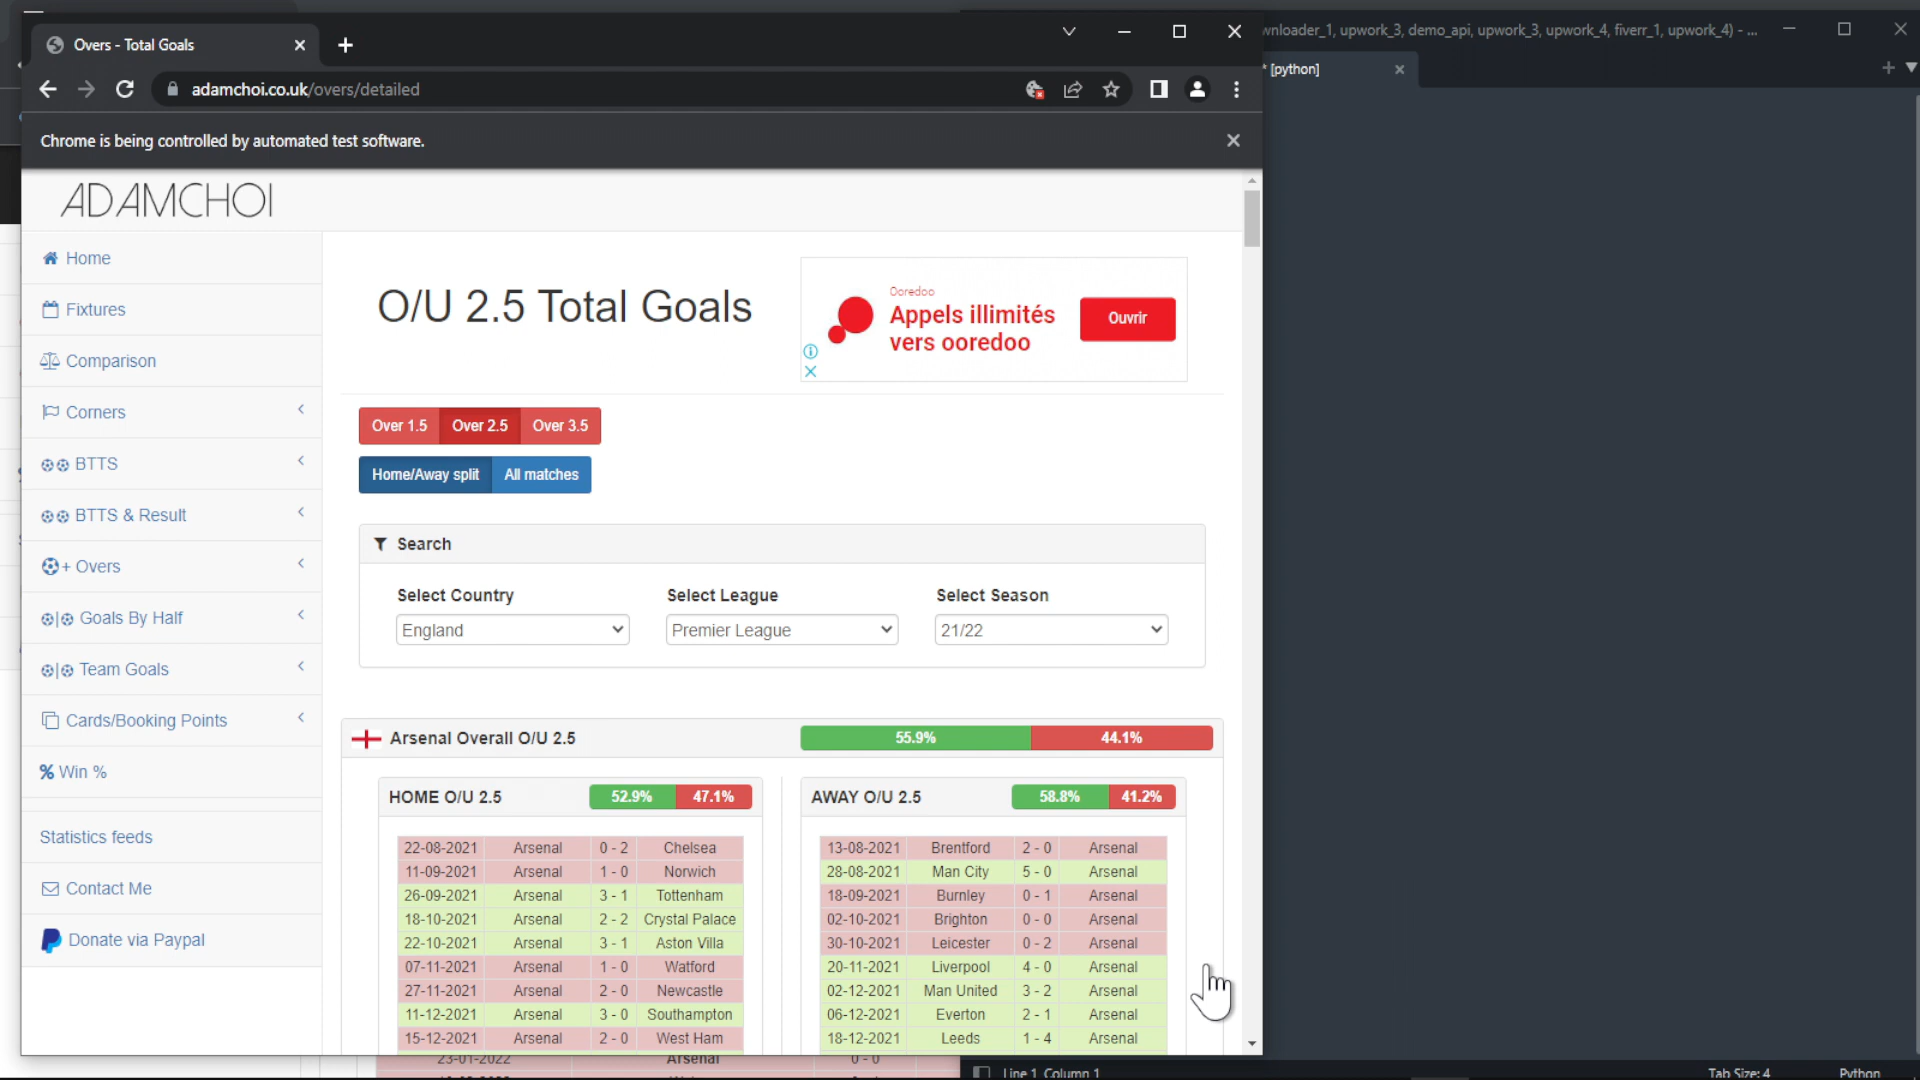 Overs - Total Goals
wnloader_1, upwork_3, demo_api, upwork_3, upwork_4, fiverr_1, upwork_4) - ...
* [python]
adamchoi.co.uk/overs/detailed
Chrome is being controlled by automated test software.
ADAMCHOI
Home
Fixtures
Comparison
Corners
BTTS
BTTS & Result
+ Overs
Goals By Half
Team Goals
Cards/Booking Points
% Win %
Statistics feeds
Contact Me
Donate via Paypal
O/U 2.5 Total Goals
Ooredoo
Appels illimités
vers ooredoo
Ouvrir
Over 1.5 Over 2.5 Over 3.5
Home/Away split All matches
Search
Select Country Select League Select Season
England Premier League 21/22
Arsenal Overall O/U 2.5 55.9% 44.1%
HOME O/U 2.5 52.9% 47.1%
22-08-2021 Arsenal 0 - 2 Chelsea
11-09-2021 Arsenal 1 - 0 Norwich
26-09-2021 Arsenal 3 - 1 Tottenham
18-10-2021 Arsenal 2 - 2 Crystal Palace
22-10-2021 Arsenal 3 - 1 Aston Villa
07-11-2021 Arsenal 1 - 0 Watford
27-11-2021 Arsenal 2 - 0 Newcastle
11-12-2021 Arsenal 3 - 0 Southampton
15-12-2021 Arsenal 2 - 0 West Ham
AWAY O/U 2.5 58.8% 41.2%
13-08-2021 Brentford 2 - 0 Arsenal
28-08-2021 Man City 5 - 0 Arsenal
18-09-2021 Burnley 0 - 1 Arsenal
02-10-2021 Brighton 0 - 0 Arsenal
30-10-2021 Leicester 0 - 2 Arsenal
20-11-2021 Liverpool 4 - 0 Arsenal
02-12-2021 Man United 3 - 2 Arsenal
06-12-2021 Everton 2 - 1 Arsenal
18-12-2021 Leeds 1 - 4 Arsenal
23-01-2022 Arsenal 0 - 0
Line 1, Column 1 Tab Size: 4 Python